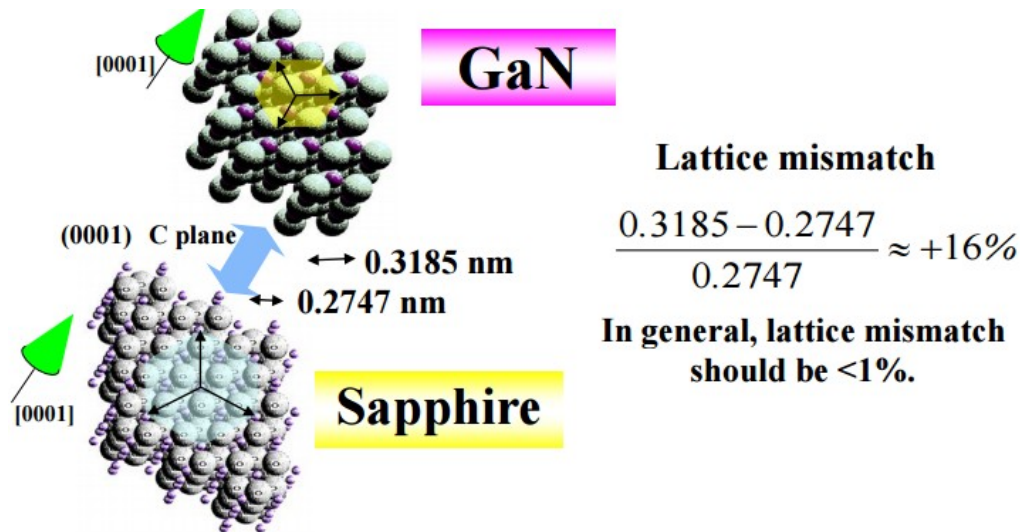 [0001]
GaN
(0001) C plane
0.3185 nm
0.2747 nm
[0001]
Sapphire
Lattice mismatch
0.3185 – 0.2747
0.2747
≈ +16%
In general, lattice mismatch
should be <1%.